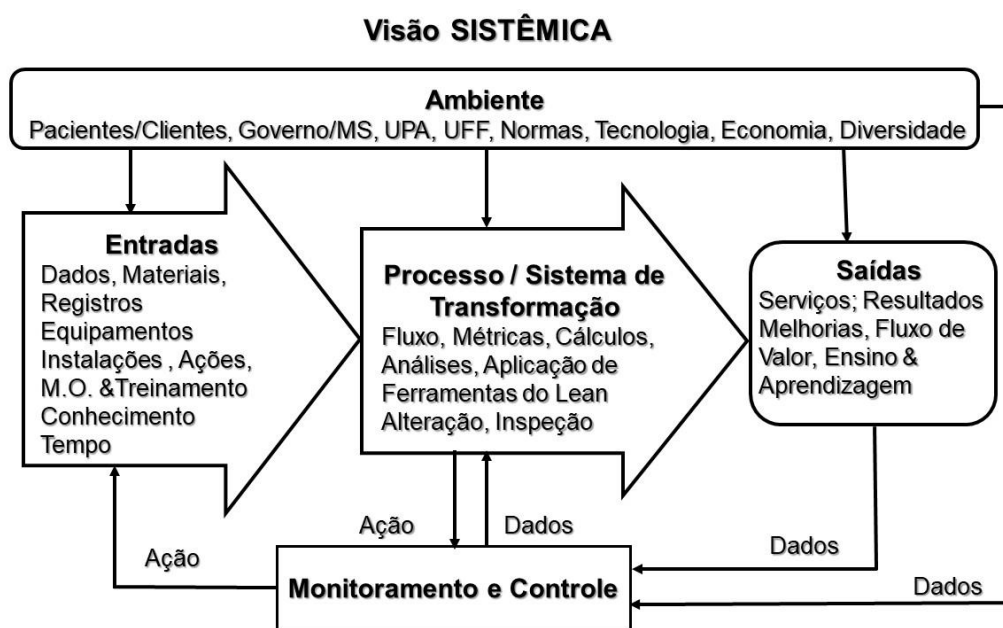 Visão SISTÊMICA
Ambiente
Pacientes/Clientes, Governo/MS, UPA, UFF, Normas, Tecnologia, Economia, Diversidade
Entradas
Dados, Materiais,
Registros
Equipamentos
Instalações , Ações,
M.O. &Treinamento
Conhecimento
Tempo
Processo / Sistema de
Transformação
Fluxo, Métricas, Cálculos,
Análises, Aplicação de
Ferramentas do Lean
Alteração, Inspeção
Saídas
Serviços; Resultados
Melhorias, Fluxo de
Valor, Ensino &
Aprendizagem
Ação
Ação
Dados
Dados
Dados
Monitoramento e Controle